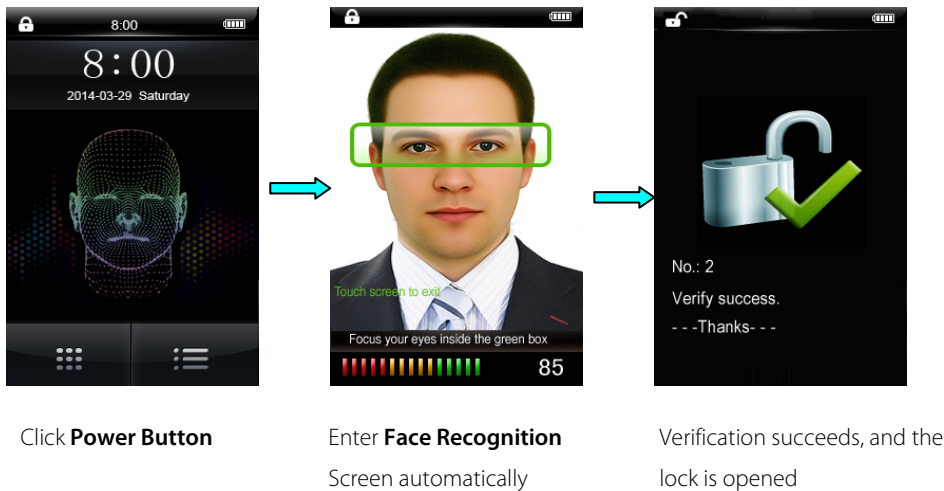 8:00
8:00
2014-03-29 Saturday
Touch screen to exit
Focus your eyes inside the green box
85
No.: 2
Verify success.
- - -Thanks- - -
Click Power Button
Enter Face Recognition
Screen automatically
Verification succeeds, and the
lock is opened